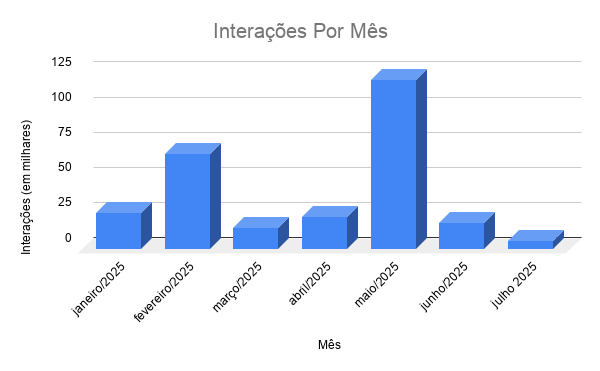 Interações Por Mês
Interações (em milhares)
125
100
75
50
25
0
janeiro/2025
fevereiro/2025
março/2025
abril/2025
maio/2025
junho/2025
julho 2025
Mês